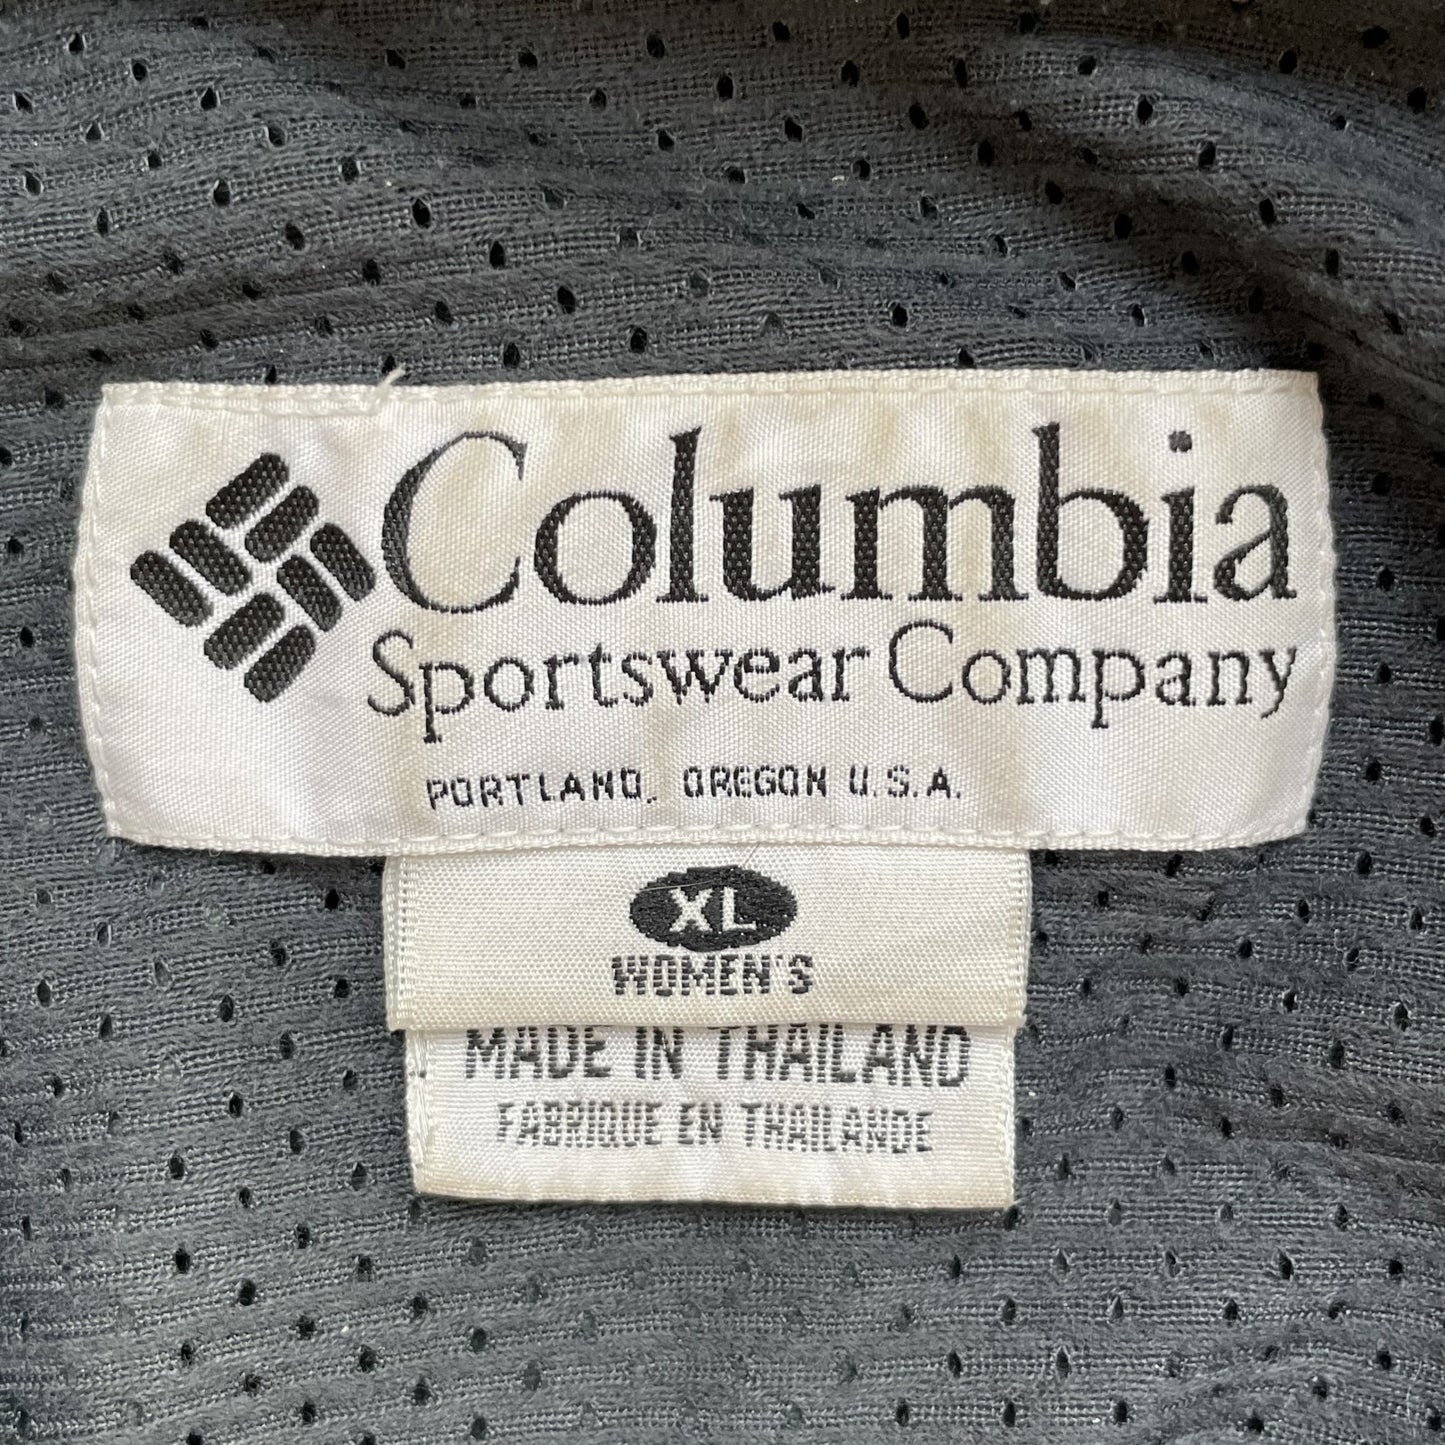 Columbia
Sportswear Company
PORTLAND, OREGON U.S.A.
XL
WOMEN'S
MADE IN THAILAND
FABRIQUE EN THAILANDE